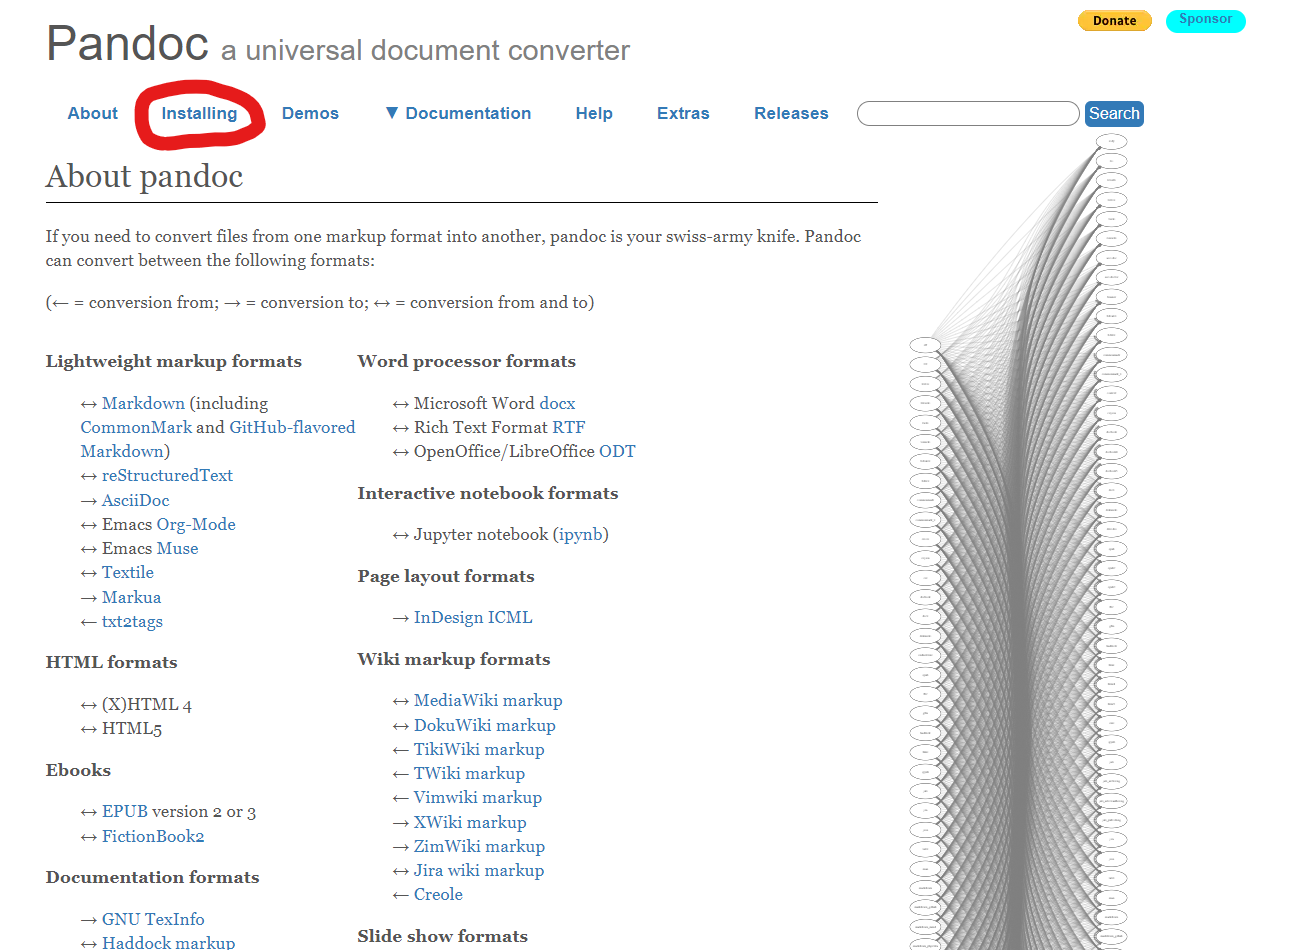 Pandoc a universal document converter
Donate
Sponsor
About
Installing
Demos
▼ Documentation
Help
Extras
Releases
Search
About pandoc
If you need to convert files from one markup format into another, pandoc is your swiss-army knife. Pandoc
can convert between the following formats:
(← = conversion from; → = conversion to; ↔ = conversion from and to)
Lightweight markup formats
↔ Markdown (including
CommonMark and GitHub-flavored
Markdown)
↔ reStructuredText
→ AsciiDoc
↔ Emacs Org-Mode
↔ Emacs Muse
↔ Textile
→ Markua
← txt2tags
HTML formats
↔ (X)HTML 4
↔ HTML5
Ebooks
↔ EPUB version 2 or 3
↔ FictionBook2
Documentation formats
→ GNU TexInfo
↔ Haddock markup
Word processor formats
↔ Microsoft Word docx
↔ Rich Text Format RTF
↔ OpenOffice/LibreOffice ODT
Interactive notebook formats
↔ Jupyter notebook (ipynb)
Page layout formats
→ InDesign ICML
Wiki markup formats
↔ MediaWiki markup
↔ DokuWiki markup
← TikiWiki markup
← TWiki markup
← Vimwiki markup
→ XWiki markup
→ ZimWiki markup
↔ Jira wiki markup
← Creole
Slide show formats